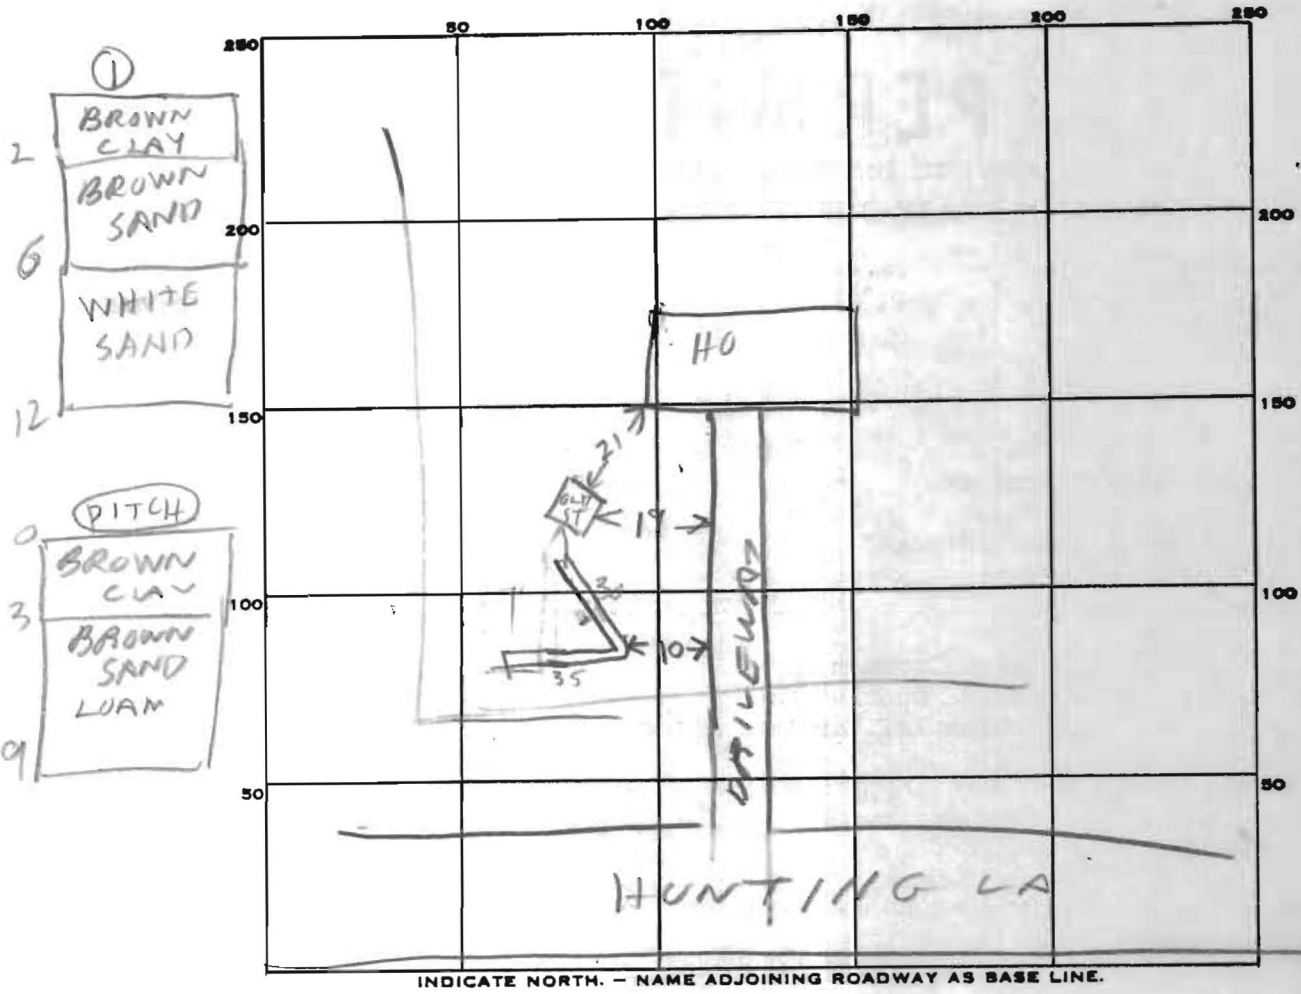 50 100 150 200 250
250
①
BROWN
CLAY
2
BROWN
SAND
200 200
6
WHITE
SAND
HO
12
150 150
21
PITCH
0
ST
19
BROWN
CLAY
30
100 100
3
BROWN
SAND
LOAM
10
35
DRIVEWAY
9
50 50
HUNTING LA
INDICATE NORTH. – NAME ADJOINING ROADWAY AS BASE LINE.